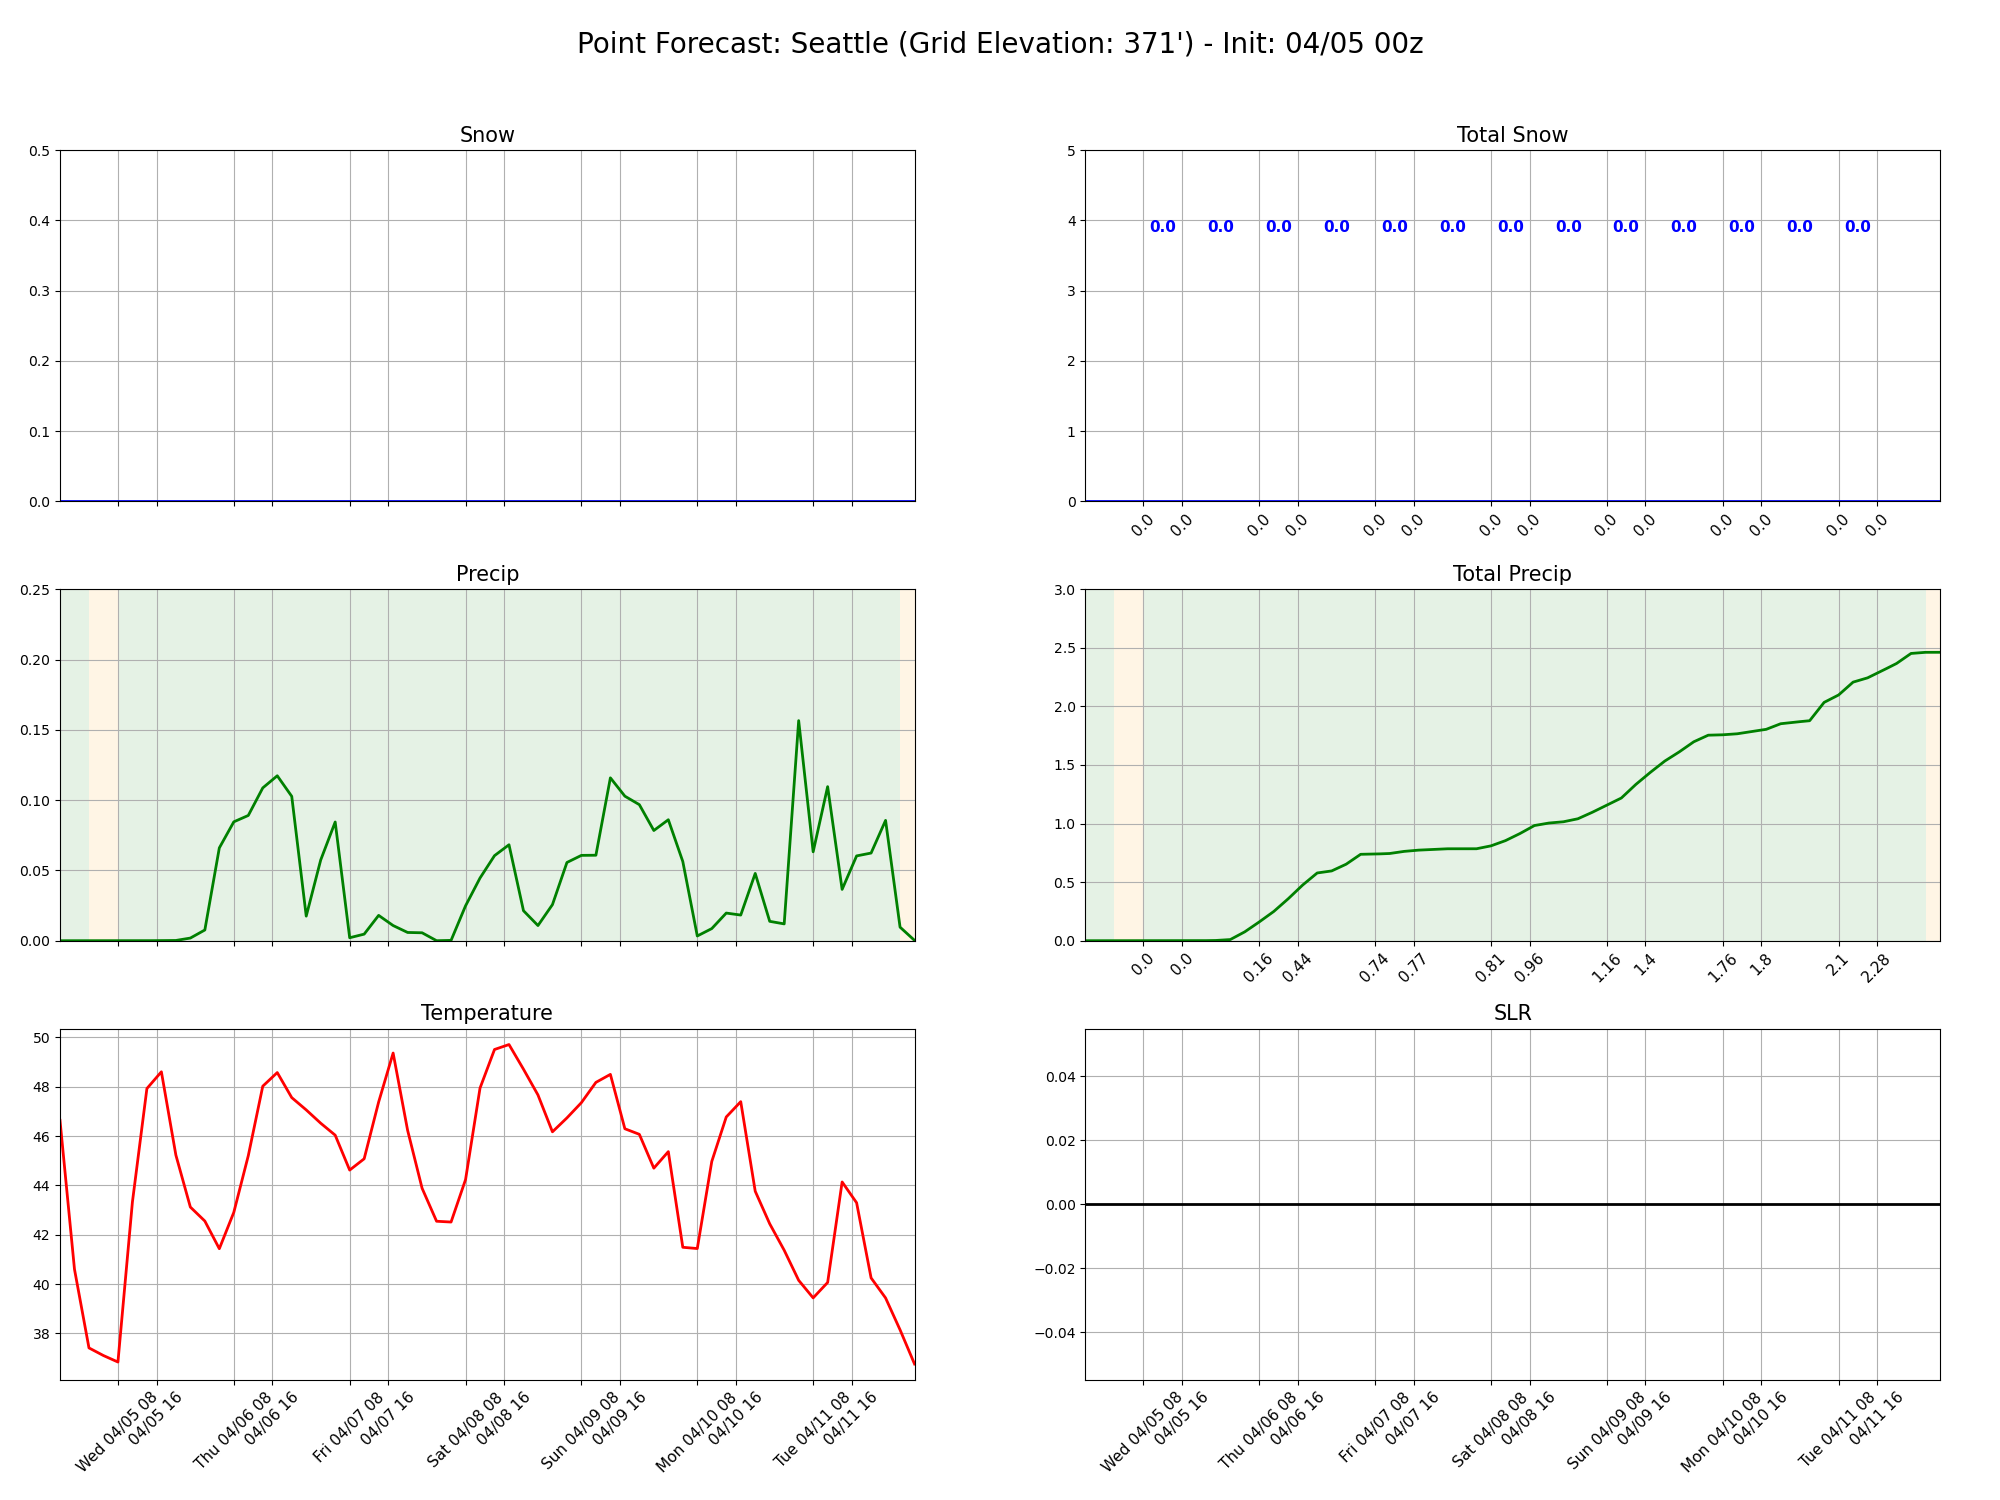 Point Forecast: Seattle (Grid Elevation: 371') - Init: 04/05 00z
Snow
0.5
0.4
0.3
0.2
0.1
0.0
Total Snow
5
4
3
2
1
0
0.0 0.0 0.0 0.0 0.0 0.0 0.0 0.0 0.0 0.0 0.0 0.0 0.0
0.0 0.0 0.0 0.0 0.0 0.0 0.0 0.0 0.0 0.0 0.0 0.0 0.0 0.0
Precip
0.25
0.20
0.15
0.10
0.05
0.00
Total Precip
3.0
2.5
2.0
1.5
1.0
0.5
0.0
0.0 0.0 0.16 0.44 0.74 0.77 0.81 0.96 1.16 1.4 1.76 1.8 2.1 2.28
Temperature
50
48
46
44
42
40
38
Wed 04/05 08
04/05 16
Thu 04/06 08
04/06 16
Fri 04/07 08
04/07 16
Sat 04/08 08
04/08 16
Sun 04/09 08
04/09 16
Mon 04/10 08
04/10 16
Tue 04/11 08
04/11 16
SLR
0.04
0.02
0.00
−0.02
−0.04
Wed 04/05 08
04/05 16
Thu 04/06 08
04/06 16
Fri 04/07 08
04/07 16
Sat 04/08 08
04/08 16
Sun 04/09 08
04/09 16
Mon 04/10 08
04/10 16
Tue 04/11 08
04/11 16